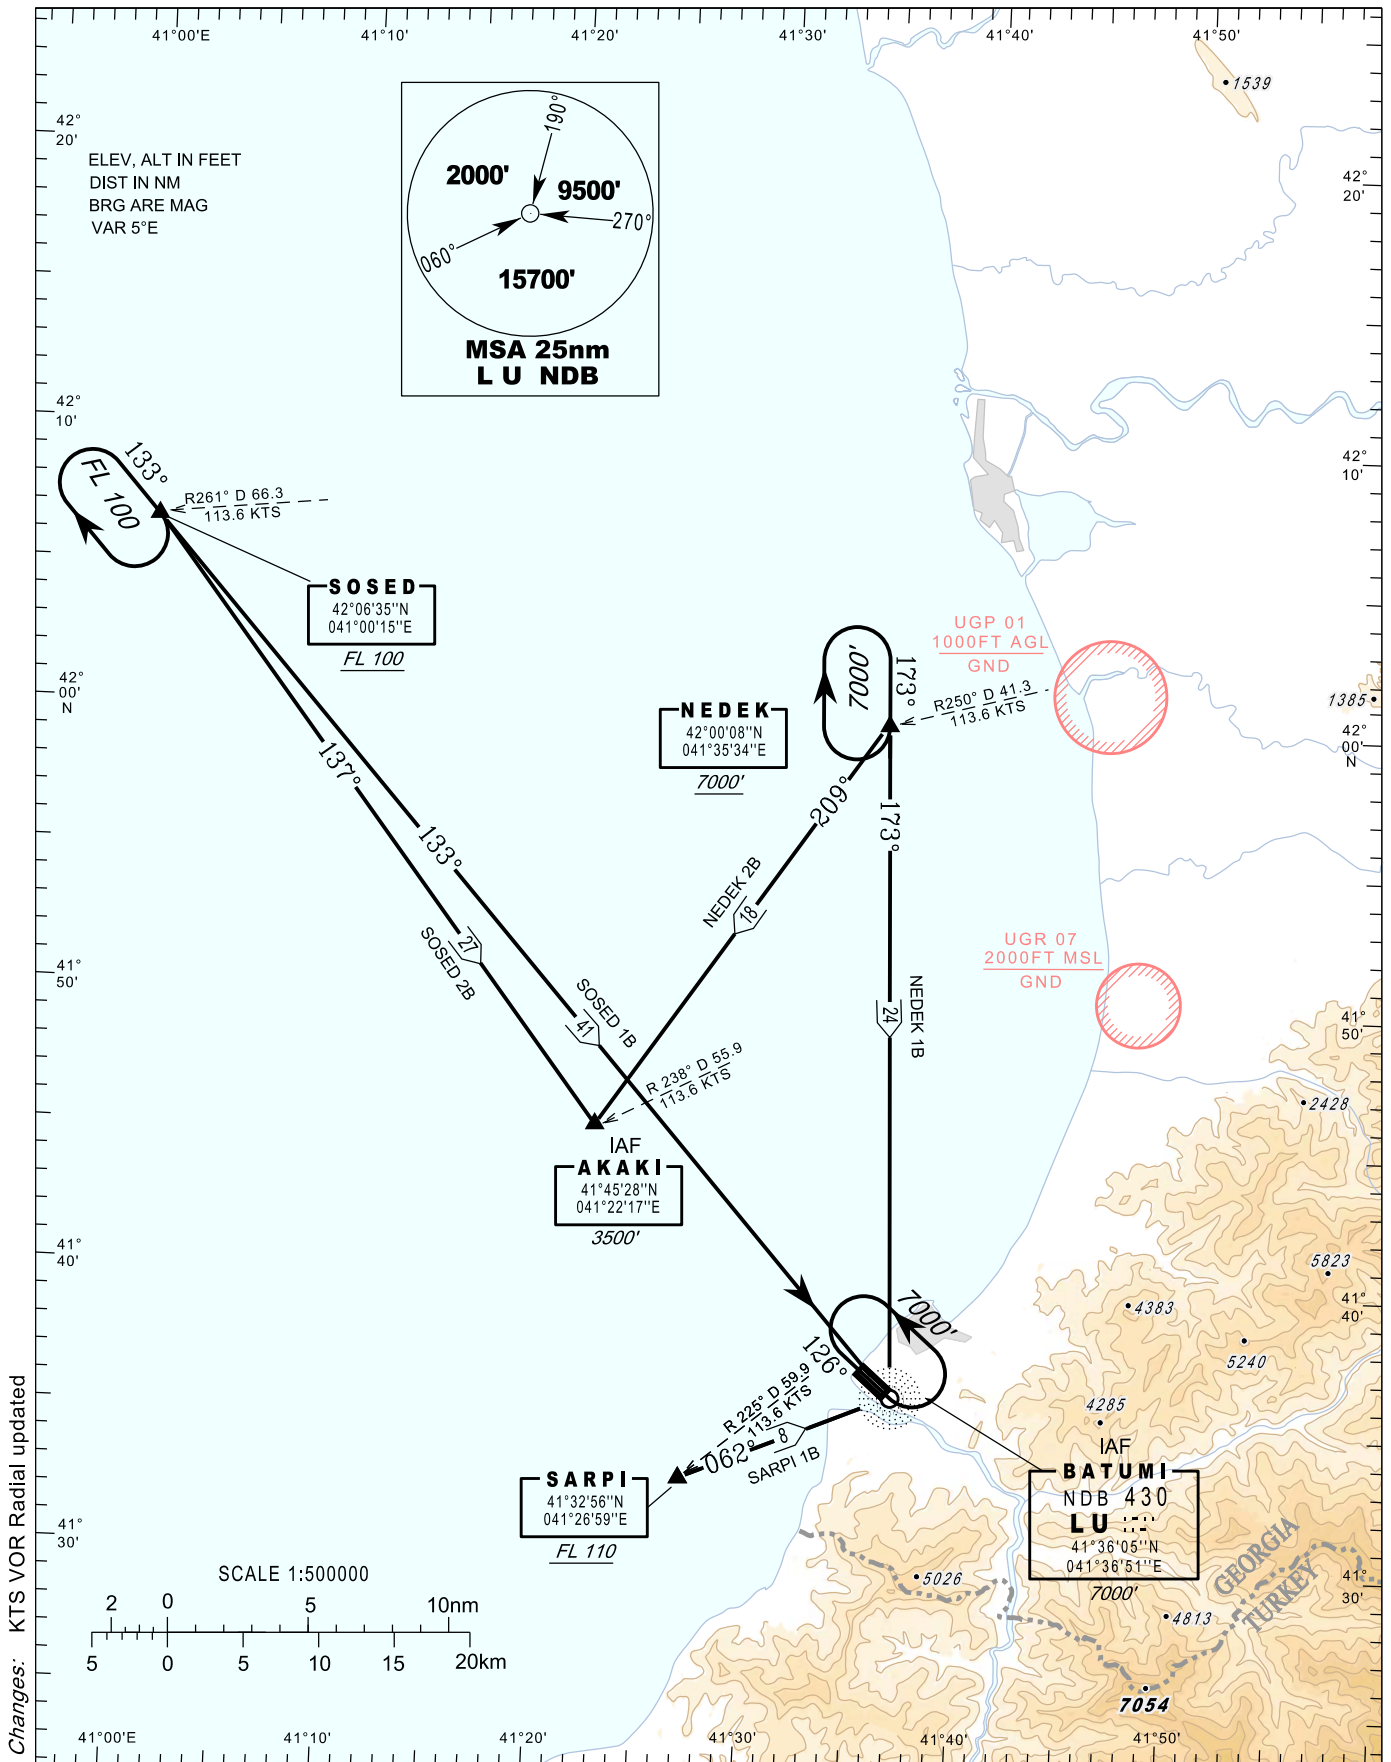 41°00'E
41°10'
41°20'
41°30'
41°40'
41°50'
1539
42°
20'
42°
20'
ELEV, ALT IN FEET
DIST IN NM
BRG ARE MAG
VAR 5°E
190°
2000'
9500'
270°
060°
15700'
MSA 25nm
L U NDB
42°
10'
42°
10'
133°
FL 100
R261° D 66.3
113.6 KTS
SOSED
42°06'35"N
041°00'15"E
FL 100
UGP 01
1000FT AGL
GND
7000'
173°
R250° D 41.3
113.6 KTS
NEDEK
42°00'08"N
041°35'34"E
7000'
42°
00'
N
1385
42°
00'
N
137°
133°
209°
173°
NEDEK 2B
18
27
SOSED 2B
SOSED 1B
41
NEDEK 1B
24
UGR 07
2000FT MSL
GND
41°
50'
41°
50'
R 238° D 55.9
113.6 KTS
IAF
AKAKI
41°45'28"N
041°22'17"E
3500'
2428
41°
40'
5823
4383
41°
40'
5240
7000'
126°
R 225° D 59.9
113.6 KTS
062°
8
SARPI 1B
SARPI
41°32'56"N
041°26'59"E
FL 110
4285
IAF
BATUMI
NDB 430
L U
41°36'05"N
041°36'51"E
7000'
41°
30'
41°
30'
GEORGIA
TURKEY
5026
4813
7054
SCALE 1:500000
2 0 5 10nm
5 0 5 10 15 20km
41°00'E
41°10'
41°20'
41°30'
41°40'
41°50'
Changes: KTS VOR Radial updated